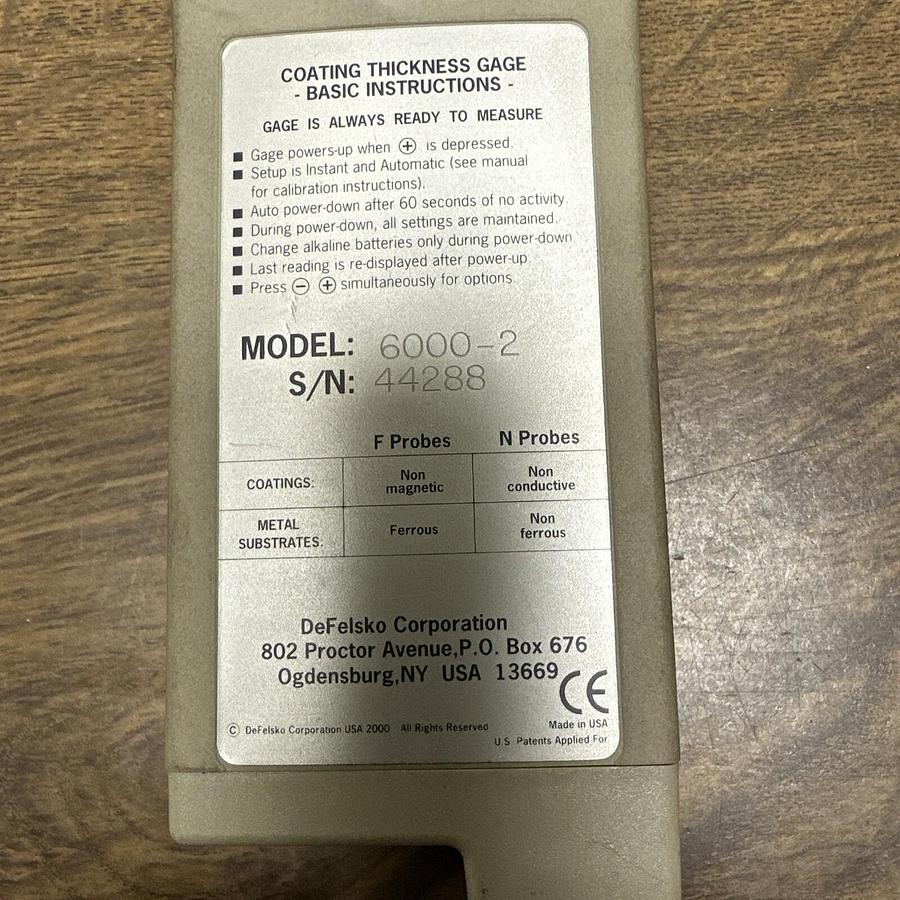 COATING THICKNESS GAGE
- BASIC INSTRUCTIONS -
GAGE IS ALWAYS READY TO MEASURE
■ Gage powers-up when ⊕ is depressed.
■ Setup is Instant and Automatic (see manual
for calibration instructions).
■ Auto power-down after 60 seconds of no activity.
■ During power-down, all settings are maintained.
■ Change alkaline batteries only during power-down
■ Last reading is re-displayed after power-up.
■ Press ⊖ ⊕ simultaneously for options
MODEL: 6000-2
S/N: 44288
F Probes N Probes
COATINGS: Non magnetic Non conductive
METAL SUBSTRATES: Ferrous Non ferrous
DeFelsko Corporation
802 Proctor Avenue,P.O. Box 676
Ogdensburg,NY USA 13669
CE
Made in USA
© DeFelsko Corporation USA 2000 All Rights Reserved
U S Patents Applied For